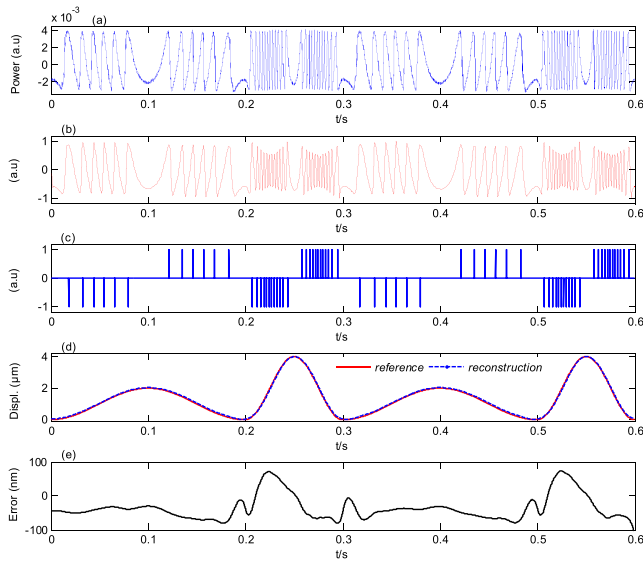 x 10⁻³
(a)
Power (a.u)
4
2
0
-2
0
0.1
0.2
0.3
0.4
0.5
0.6
t/s
(b)
(a.u)
1
0
-1
0
0.1
0.2
0.3
0.4
0.5
0.6
t/s
(c)
(a.u)
1
0
-1
0
0.1
0.2
0.3
0.4
0.5
0.6
t/s
(d)
Displ. (μm)
4
2
0
reference
reconstruction
0
0.1
0.2
0.3
0.4
0.5
0.6
t/s
(e)
Error (nm)
100
0
-100
0
0.1
0.2
0.3
0.4
0.5
0.6
t/s